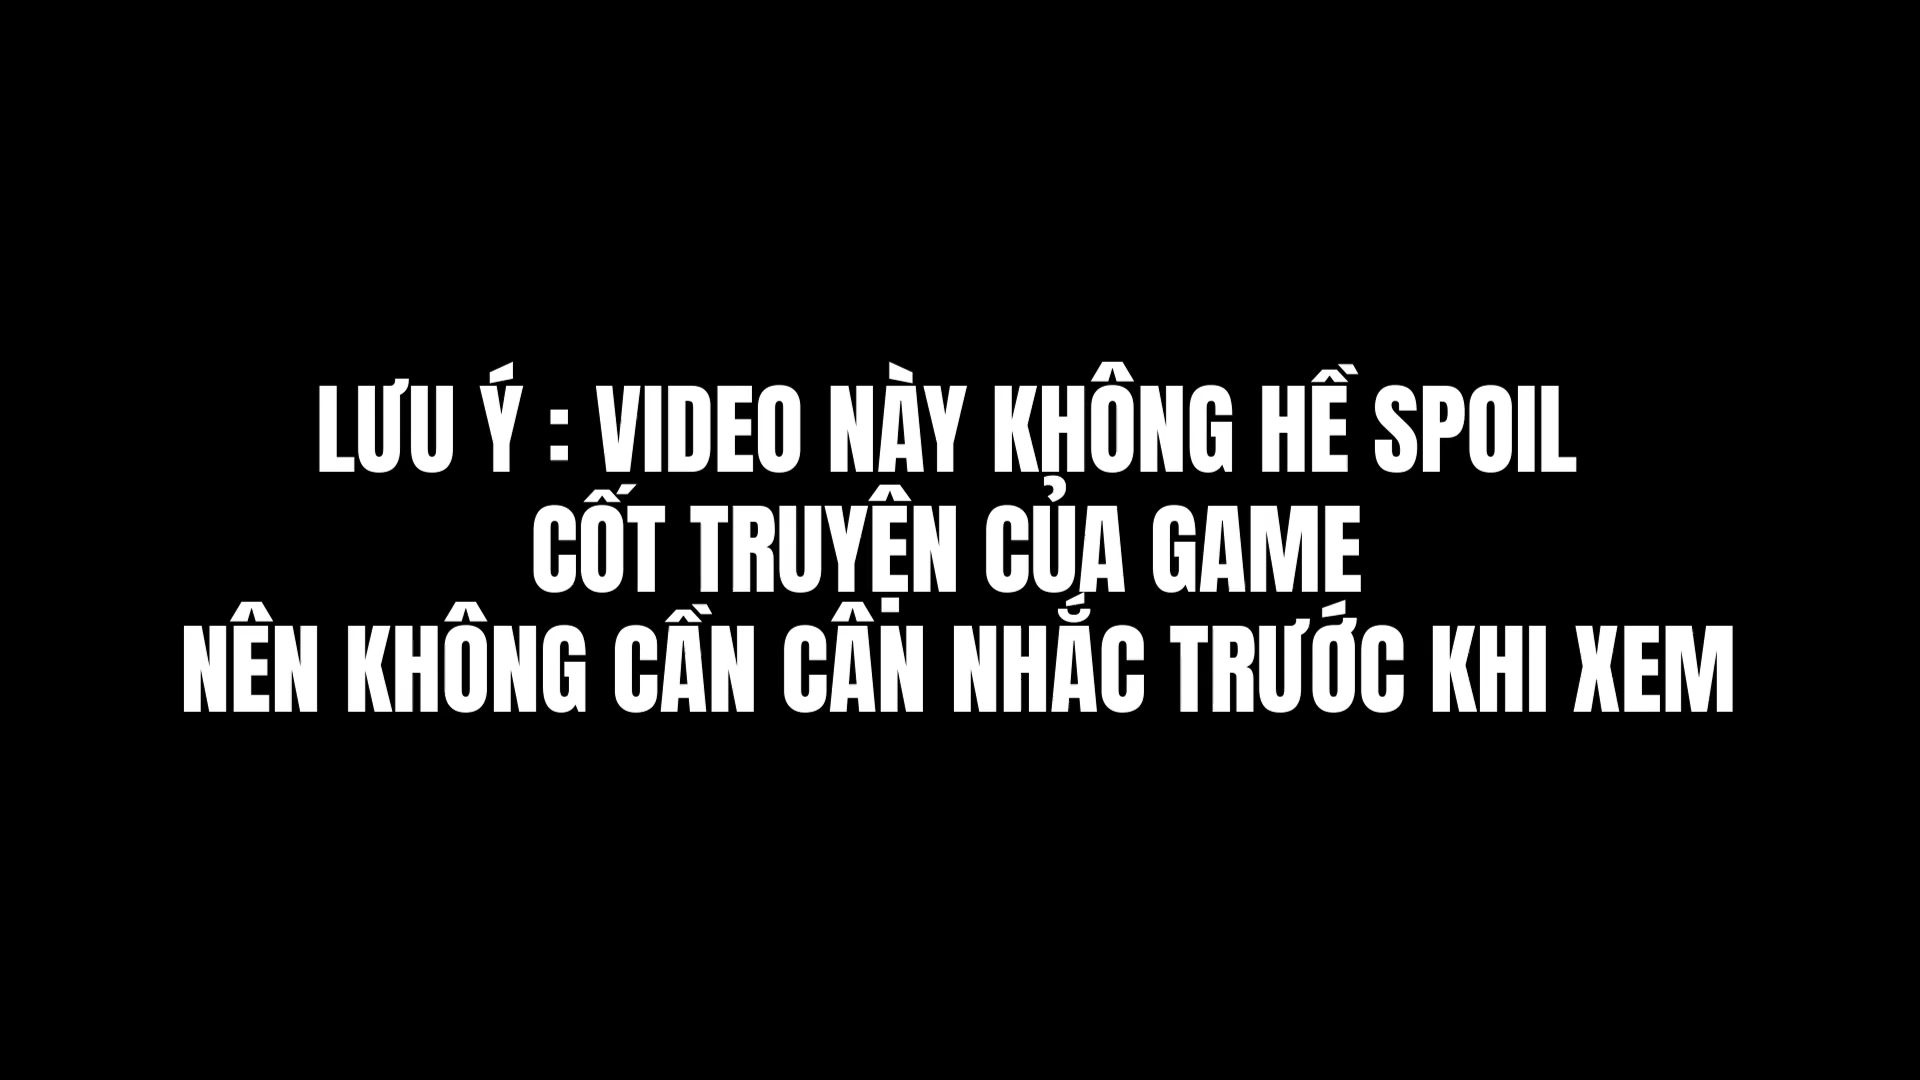 LƯU Ý : VIDEO NÀY KHÔNG HỀ SPOIL
CỐT TRUYỆN CỦA GAME
NÊN KHÔNG CẦN CÂN NHẮC TRƯỚC KHI XEM